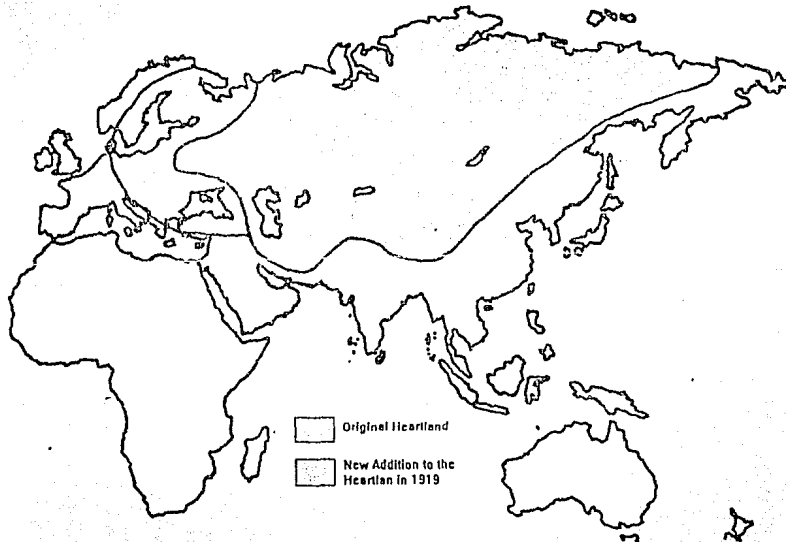 Original Heartland
New Addition to the
Heartlan in 1919